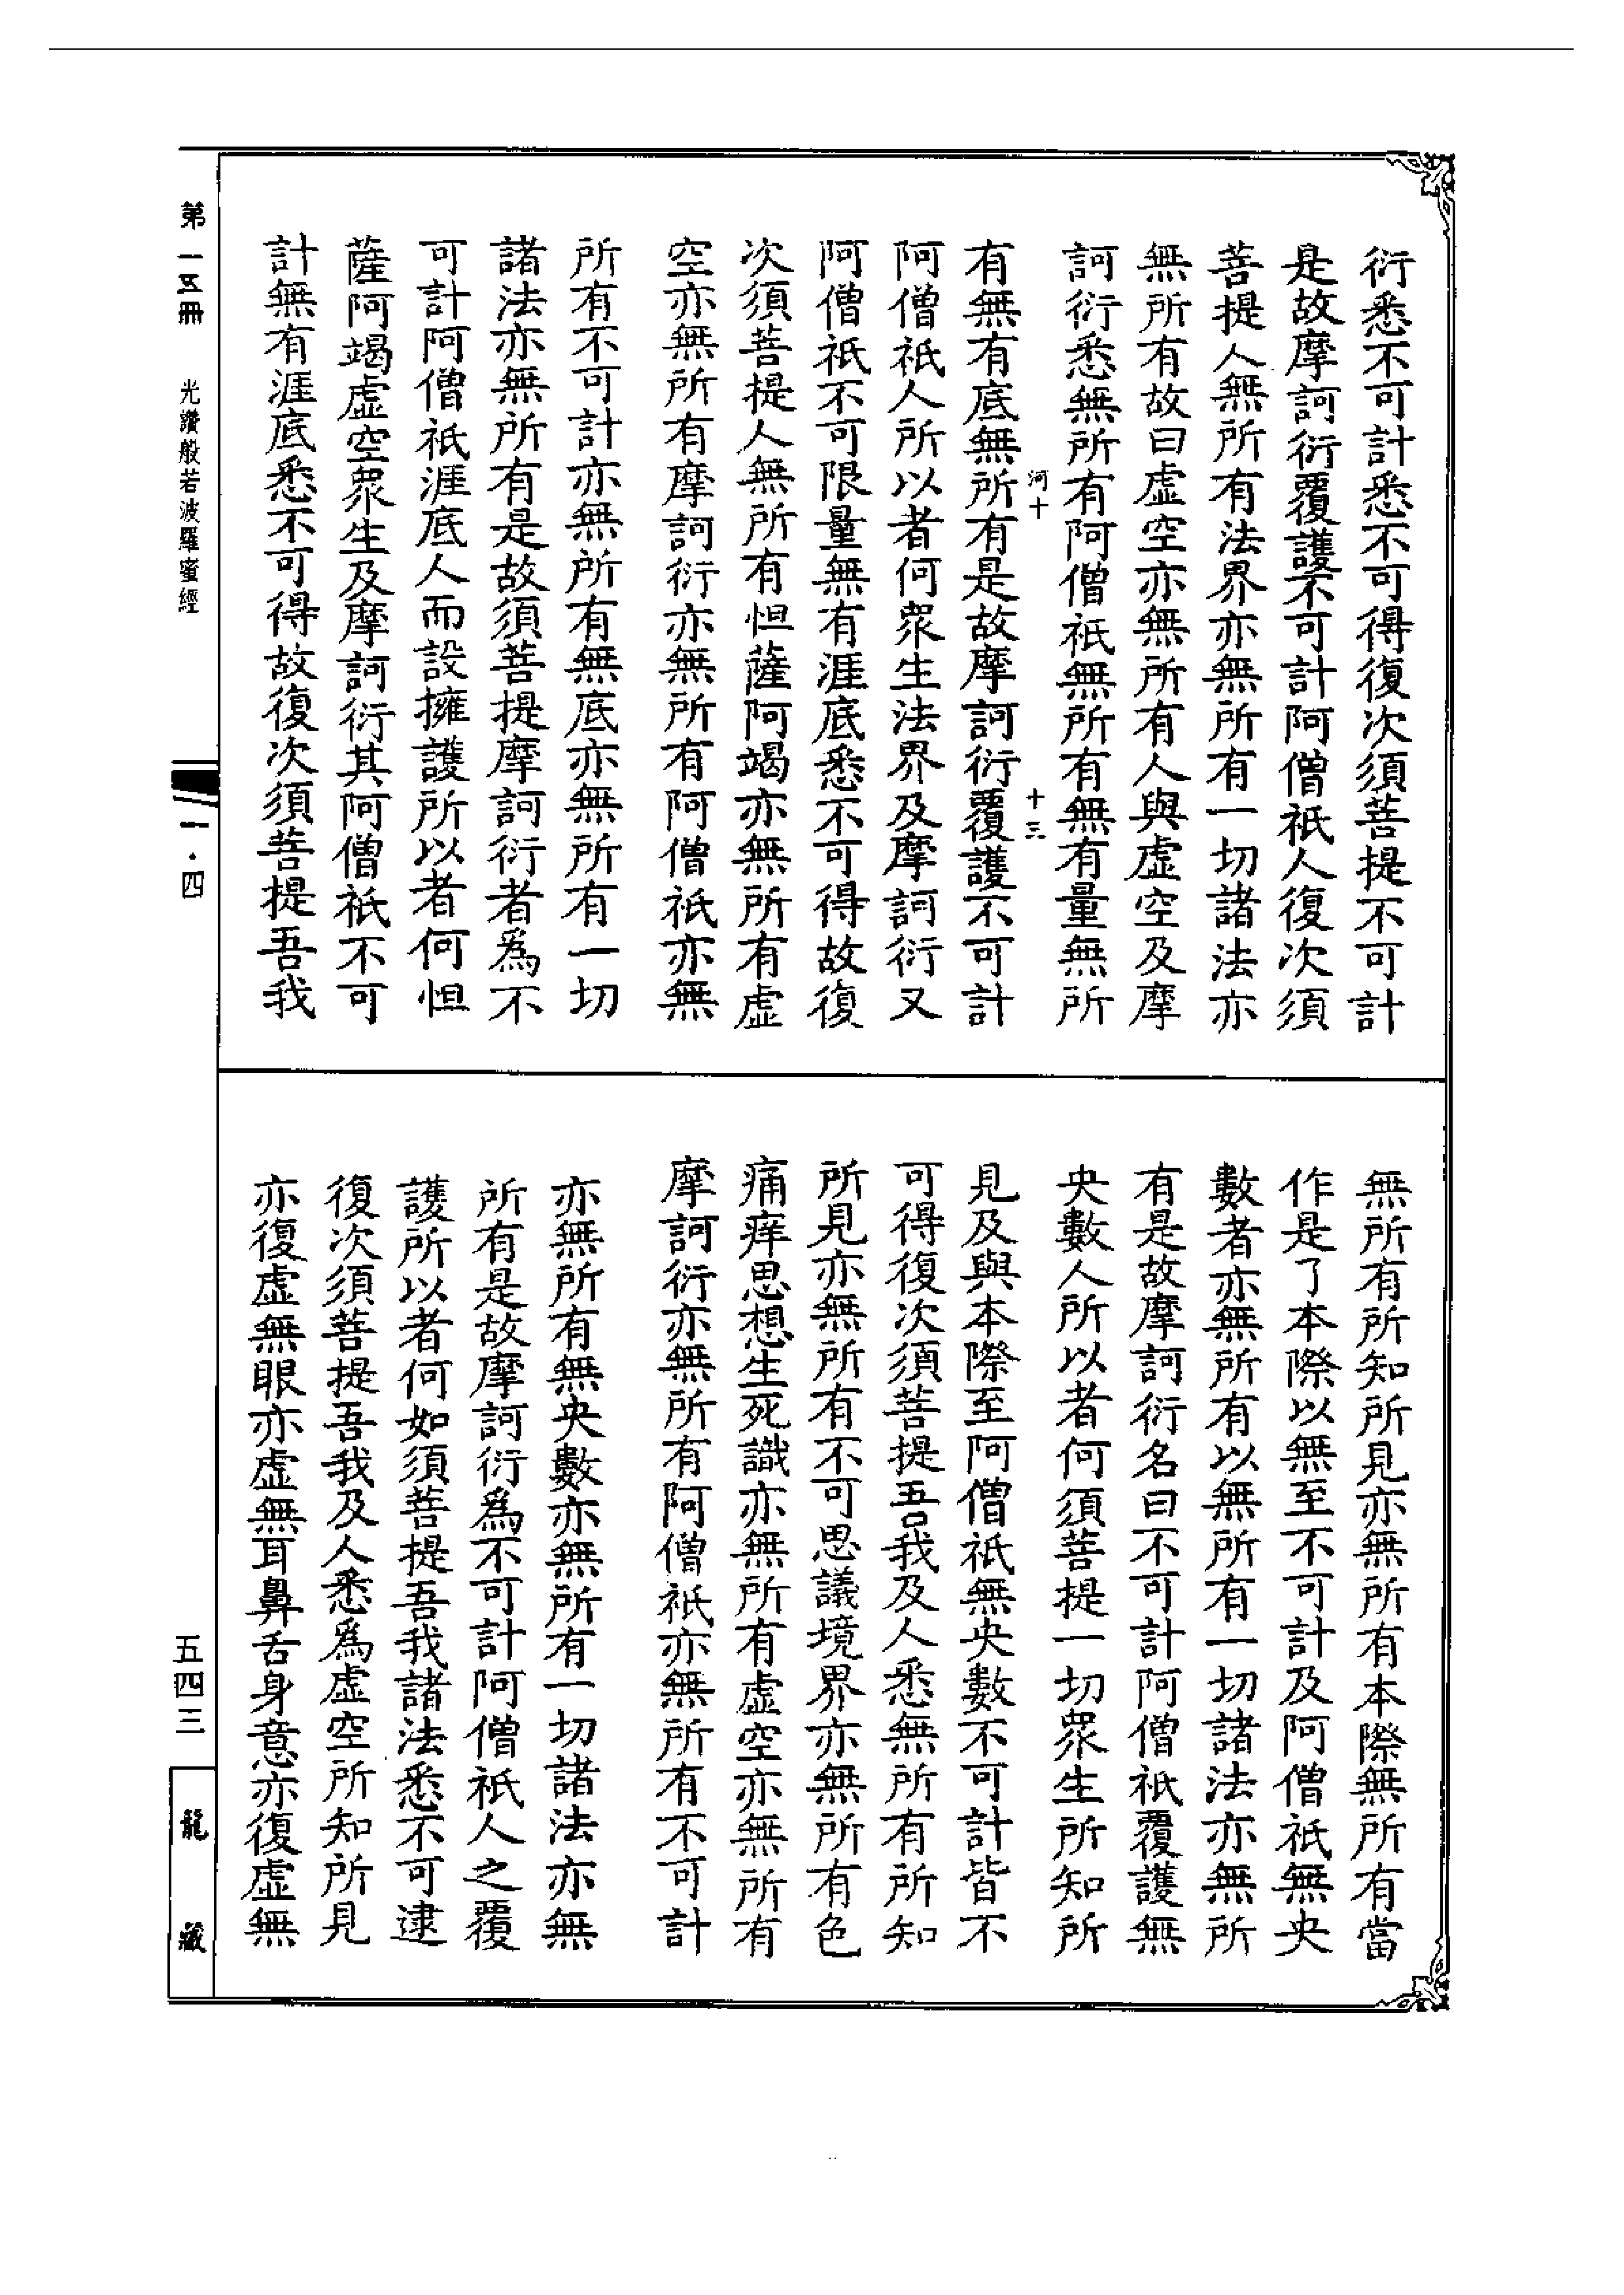 衍悉不可計悉不可得復次須菩提不可計
是故摩訶衍覆護不可計阿僧祇人復次須
菩提人無所有法界亦無所有一切諸法亦
無所有故曰虛空亦無所有人與虛空及摩
訶衍悉無所有阿僧祇無所有無有量無所
河十 十三
有無有底無所有是故摩訶衍覆護不可計
阿僧祇人所以者何衆生法界及摩訶衍又
阿僧祇不可限量無有涯底悉不可得故復
次須菩提人無所有怛薩阿竭亦無所有虛
空亦無所有摩訶衍亦無所有阿僧祇亦無
所有不可計亦無所有無底亦無所有一切
諸法亦無所有是故須菩提摩訶衍者爲不
可計阿僧祇涯底人而設擁護所以者何怛
薩阿竭虛空衆生及摩訶衍其阿僧祇不可
計無有涯底悉不可得故復次須菩提吾我
無所有所知所見亦無所有本際無所有當
作是了本際以無至不可計及阿僧祇無央
數者亦無所有以無所有一切諸法亦無所
有是故摩訶衍名曰不可計阿僧祇覆護無
央數人所以者何須菩提一切衆生所知所
見及與本際至阿僧祇無央數不可計皆不
可得復次須菩提吾我及人悉無所有所知
所見亦無所有不可思議境界亦無所有色
痛痒思想生死識亦無所有虛空亦無所有
摩訶衍亦無所有阿僧祇亦無所有不可計
亦無所有無央數亦無所有一切諸法亦無
所有是故摩訶衍爲不可計阿僧祇人之覆
護所以者何如須菩提吾我諸法悉不可逮
復次須菩提吾我及人悉爲虛空所知所見
亦復虛無眼亦虛無耳鼻舌身意亦復虛無
第一五冊 光讚般若波羅蜜經 一·四 五四三 龍藏